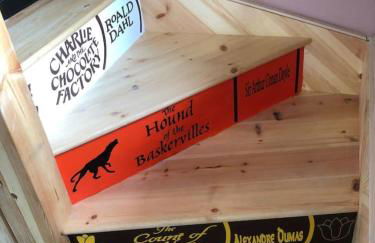 CHARLIE
AND THE
CHOCOLATE
FACTORY
ROALD
DAHL
The
Hound
of the
Baskervilles
Sir Arthur Conan Doyle
The
Count of
ALEXANDRE DUMAS